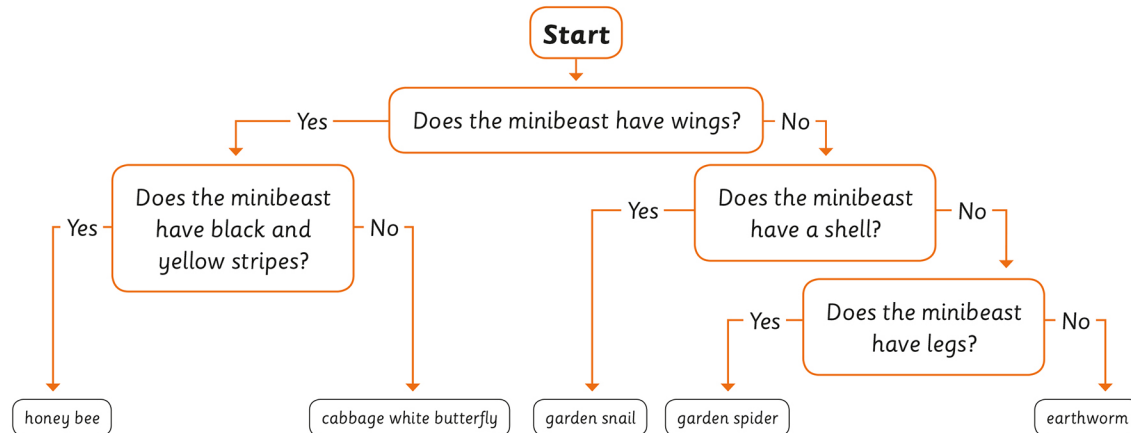 Start
Does the minibeast have wings?
Yes
No
Does the minibeast
have black and
yellow stripes?
Yes
No
Does the minibeast
have a shell?
Yes
No
Does the minibeast
have legs?
Yes
No
honey bee
cabbage white butterfly
garden snail
garden spider
earthworm